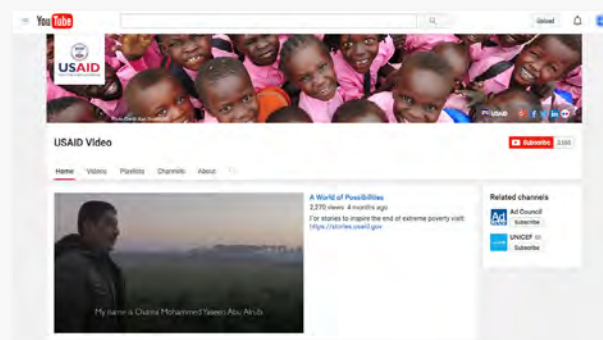 YouTube
Upload
USAID
USAID
USAID Video
Subscribe
Home Videos Playlists Channels About
A World of Possibilities
2,270 views 4 months ago
For stories to inspire the end of extreme poverty visit:
https://stories.usaid.gov
My name is Osama Mohammed Yaseen Abu Alrub
Related channels
Ad Council
Subscribe
UNICEF
Subscribe